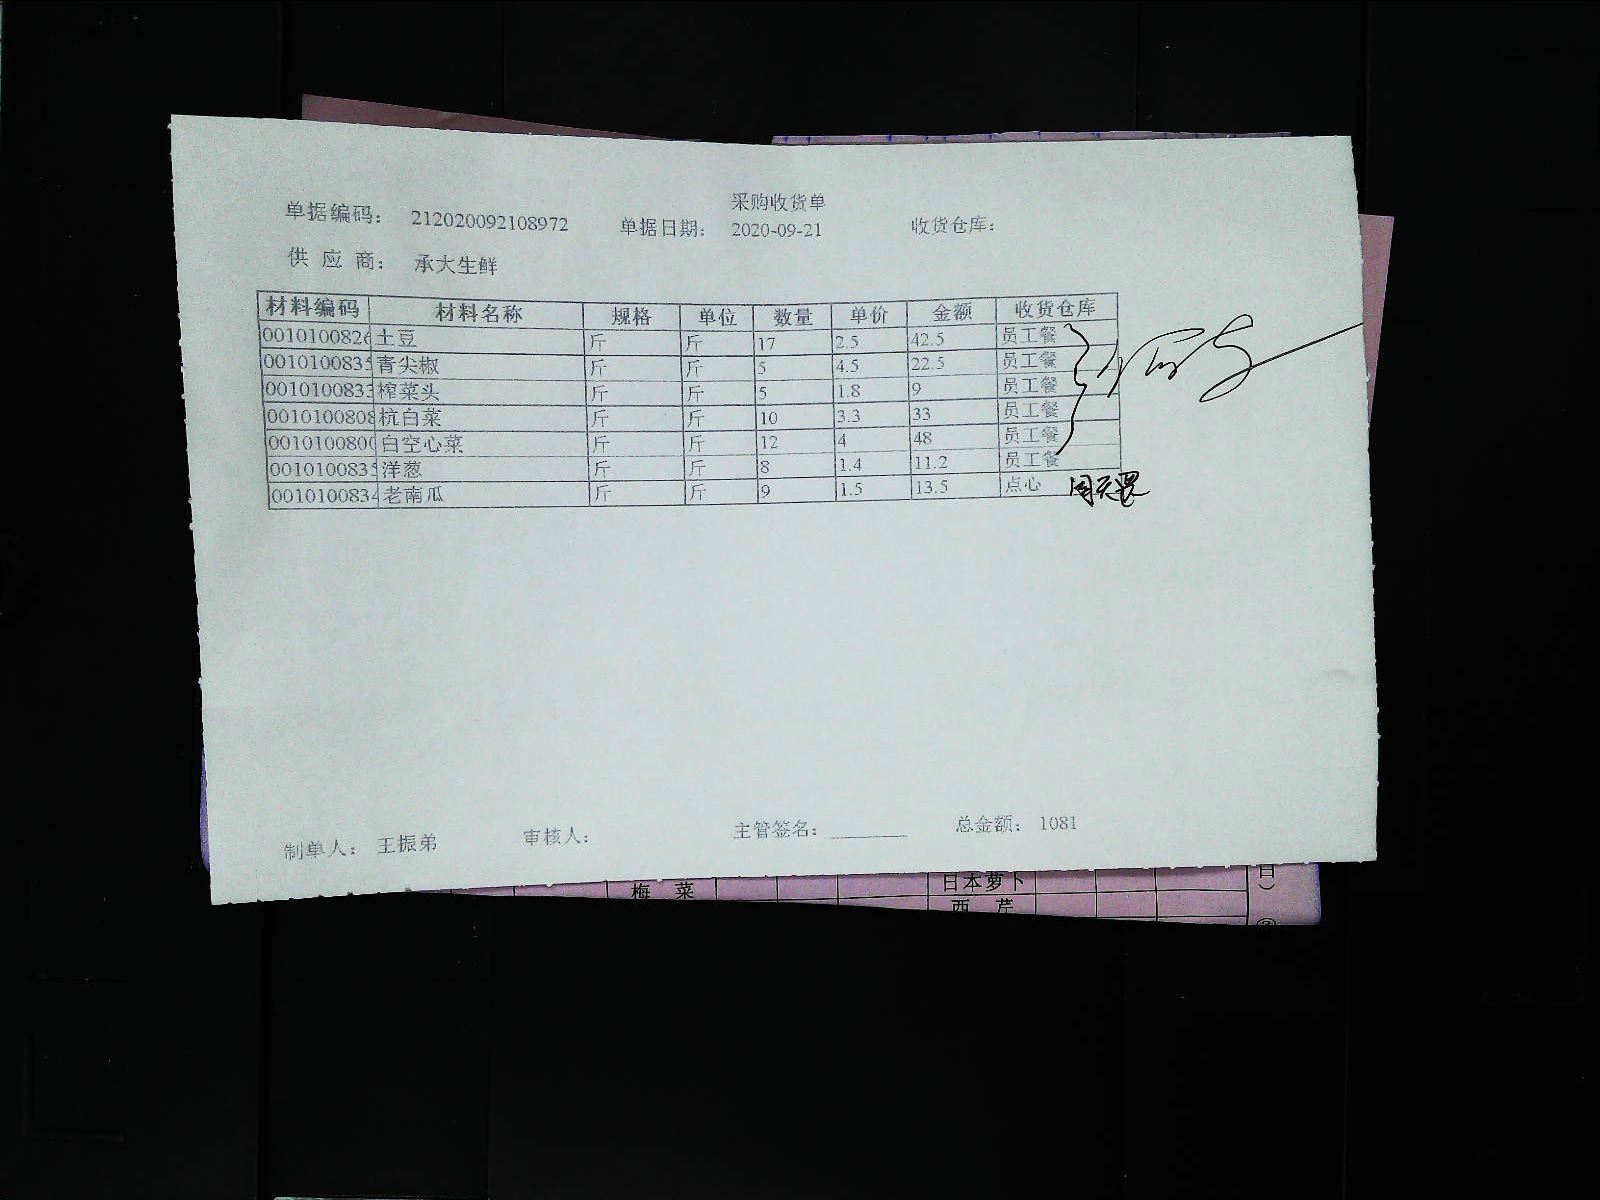 采购收货单
单据编码： 212020092108972 单据日期： 2020-09-21 收货仓库：
供 应 商： 承大生鲜
材料编码 材料名称 规格 单位 数量 单价 金额 收货仓库
0010100826 土豆 斤 斤 17 2.5 42.5 员工餐
001010083 青尖椒 斤 斤 5 4.5 22.5 员工餐
001010083 榨菜头 斤 斤 5 1.8 9 员工餐
001010080 杭白菜 斤 斤 10 3.3 33 员工餐
001010080 白空心菜 斤 斤 12 4 48 员工餐
001010083 洋葱 斤 斤 8 1.4 11.2 员工餐
001010083 老南瓜 斤 斤 9 1.5 13.5 点心
制单人： 王振弟 审核人： 主管签名： 总金额： 1081
梅 菜 日本萝卜
西 芹
日）